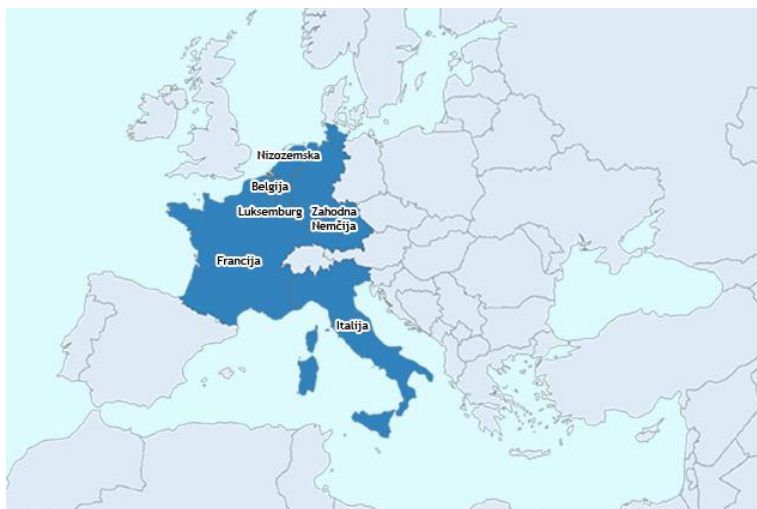 Nizozemska
Belgija
Luksemburg
Zahodna
Nemčija
Francija
Italija